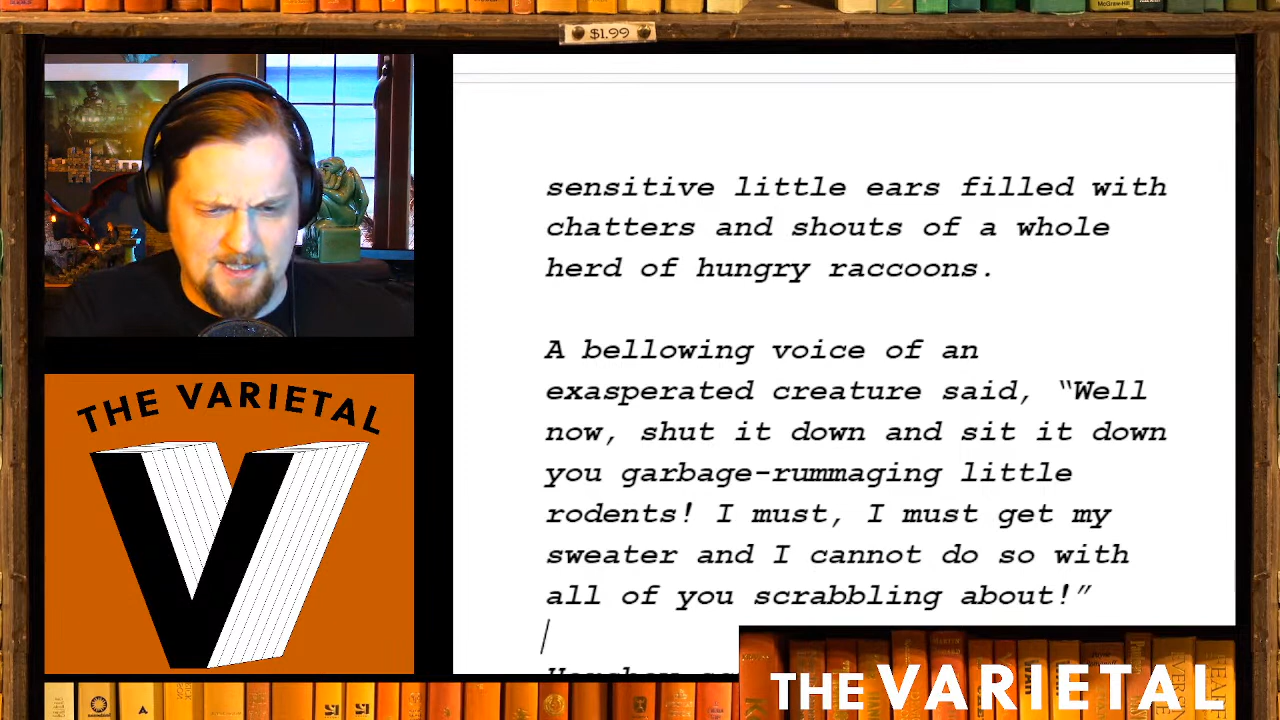 $1.99
McGraw-Hill
sensitive little ears filled with
chatters and shouts of a whole
herd of hungry raccoons.
A bellowing voice of an
exasperated creature said, “Well
now, shut it down and sit it down
you garbage-rummaging little
rodents! I must, I must get my
sweater and I cannot do so with
all of you scrabbling about!”
THE VARIETAL
V
THE VARIETAL